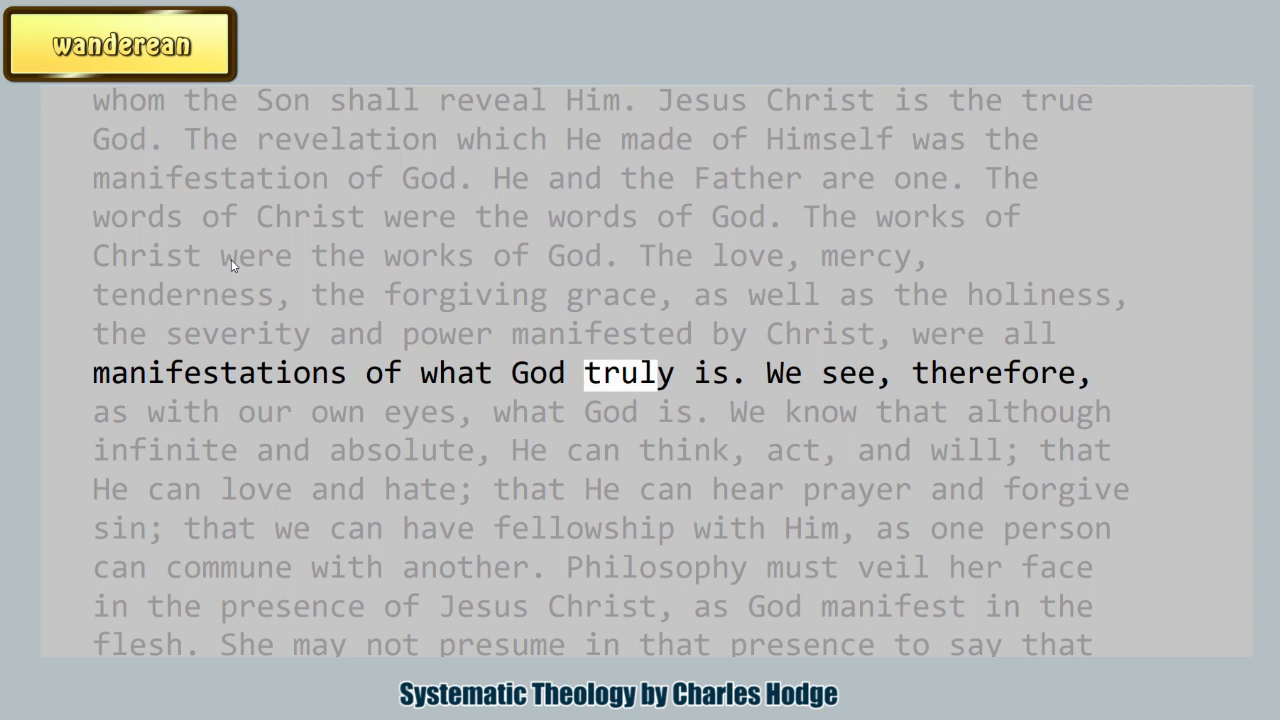 wanderean
whom the Son shall reveal Him. Jesus Christ is the true
God. The revelation which He made of Himself was the
manifestation of God. He and the Father are one. The
words of Christ were the words of God. The works of
Christ were the works of God. The love, mercy,
tenderness, the forgiving grace, as well as the holiness,
the severity and power manifested by Christ, were all
manifestations of what God truly is. We see, therefore,
as with our own eyes, what God is. We know that although
infinite and absolute, He can think, act, and will; that
He can love and hate; that He can hear prayer and forgive
sin; that we can have fellowship with Him, as one person
can commune with another. Philosophy must veil her face
in the presence of Jesus Christ, as God manifest in the
flesh. She may not presume in that presence to say that
Systematic Theology by Charles Hodge